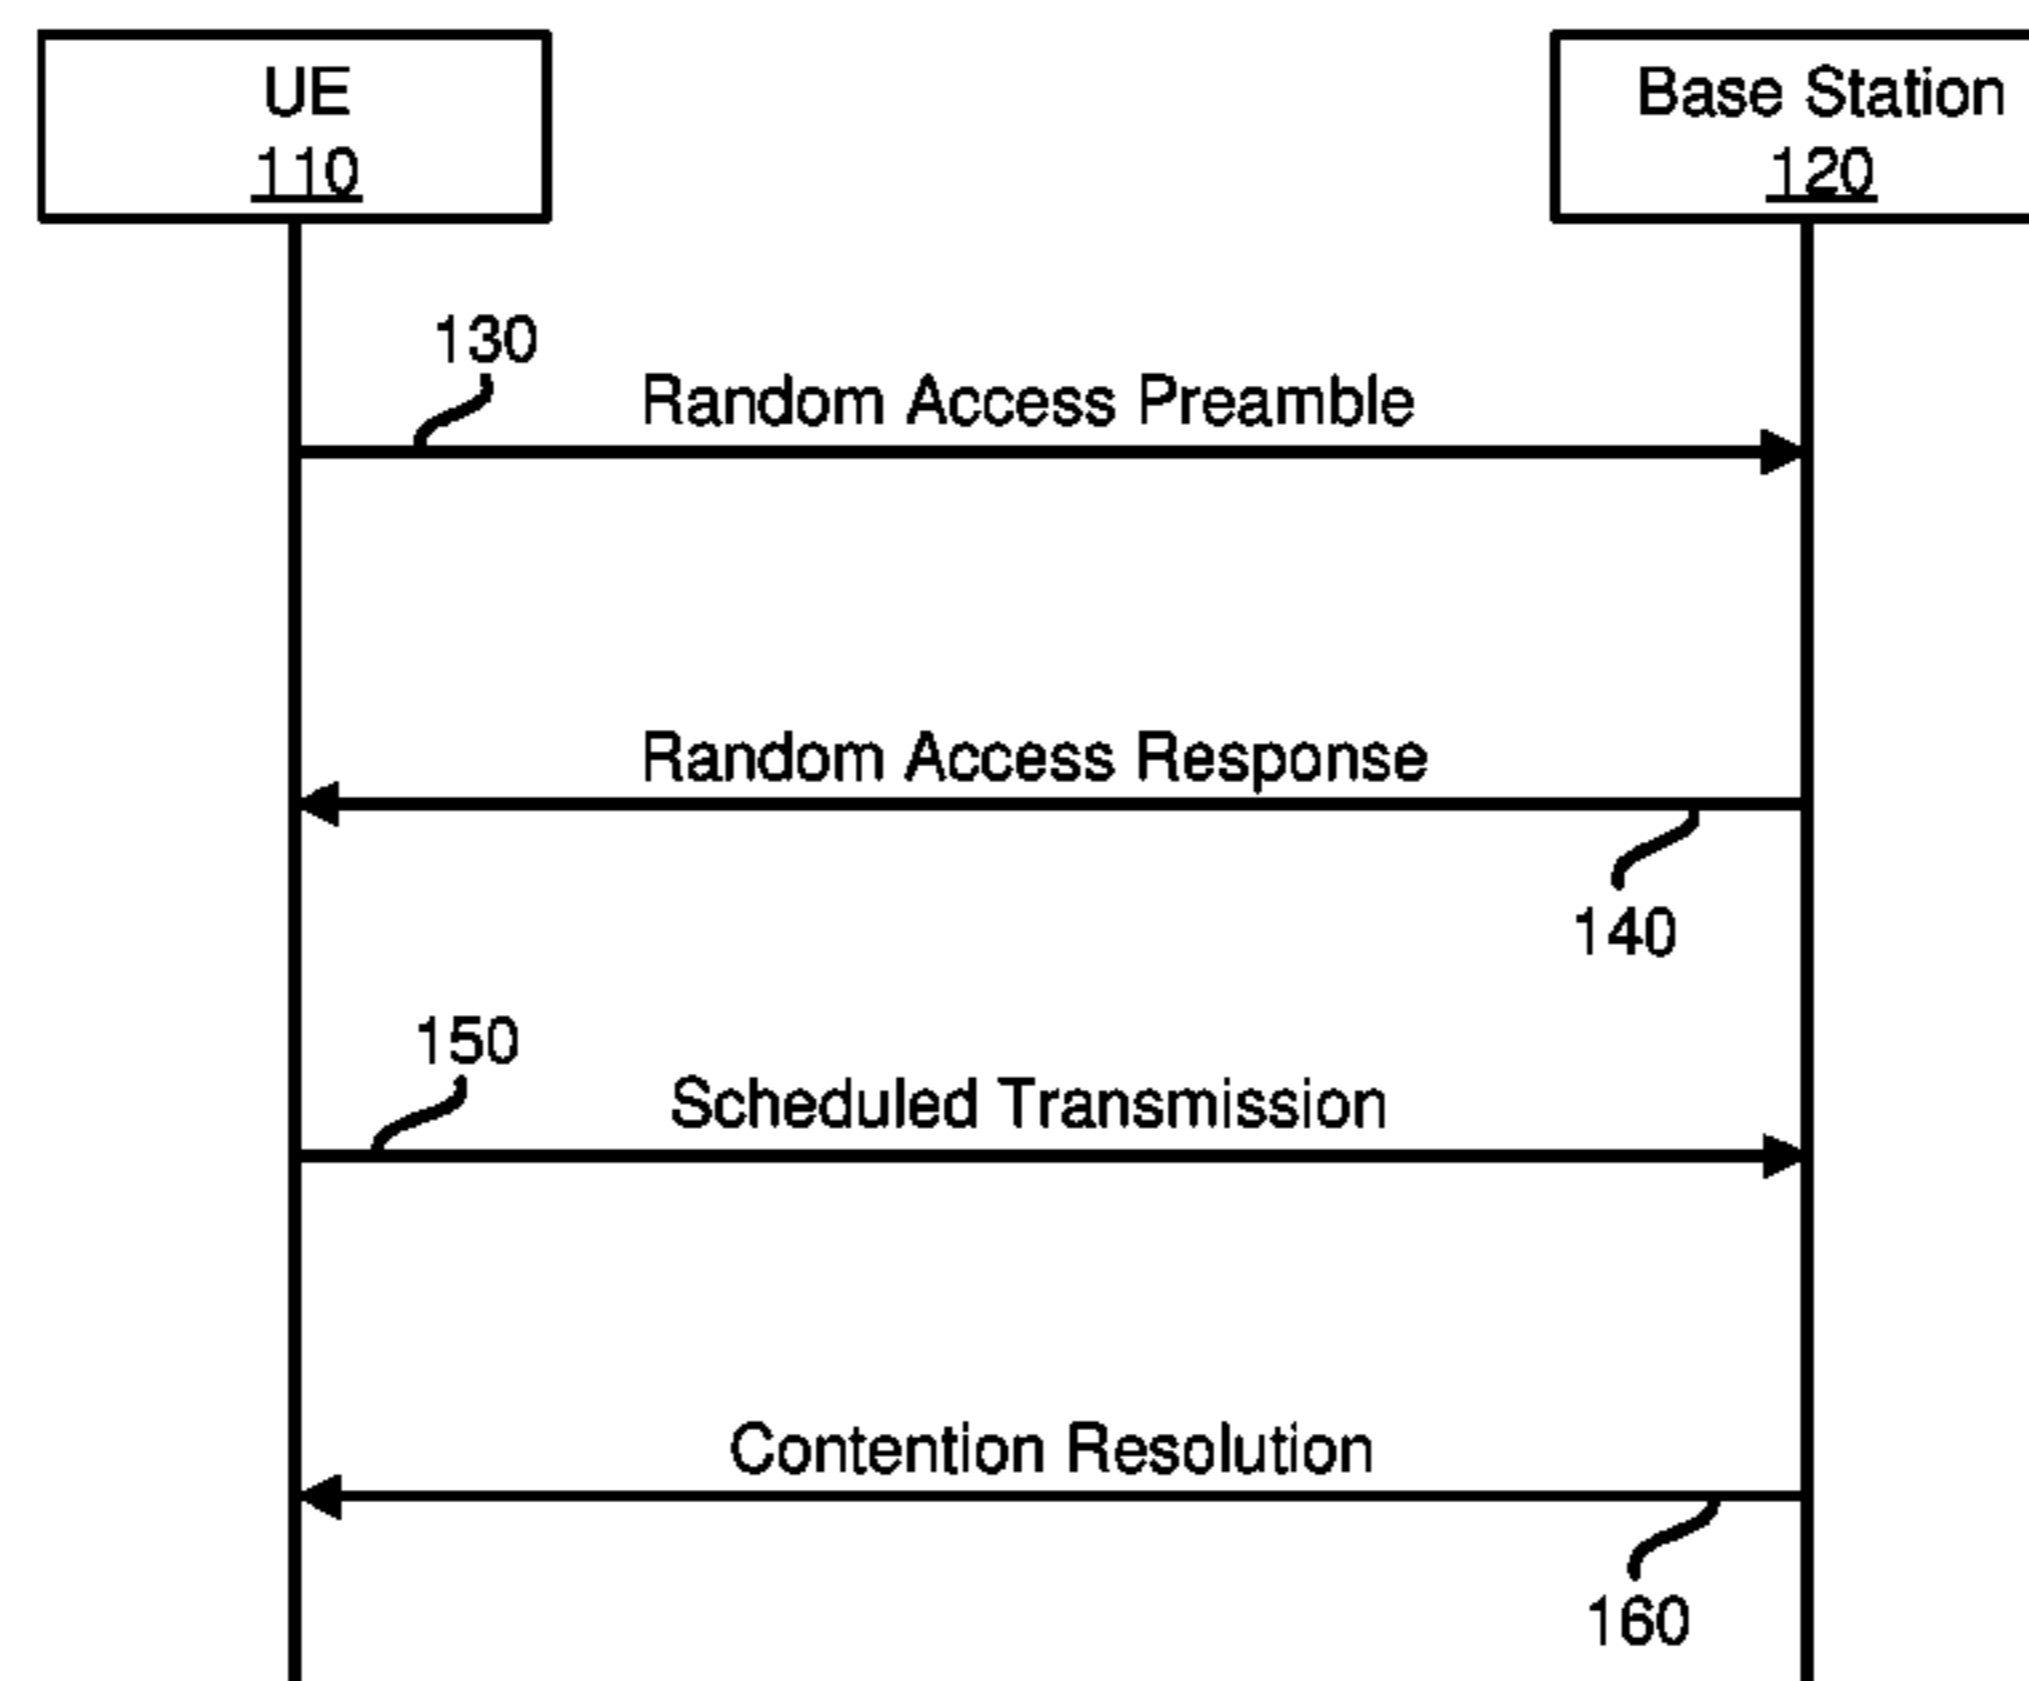 UE
110
Base Station
120
130
Random Access Preamble
Random Access Response
140
150
Scheduled Transmission
Contention Resolution
160